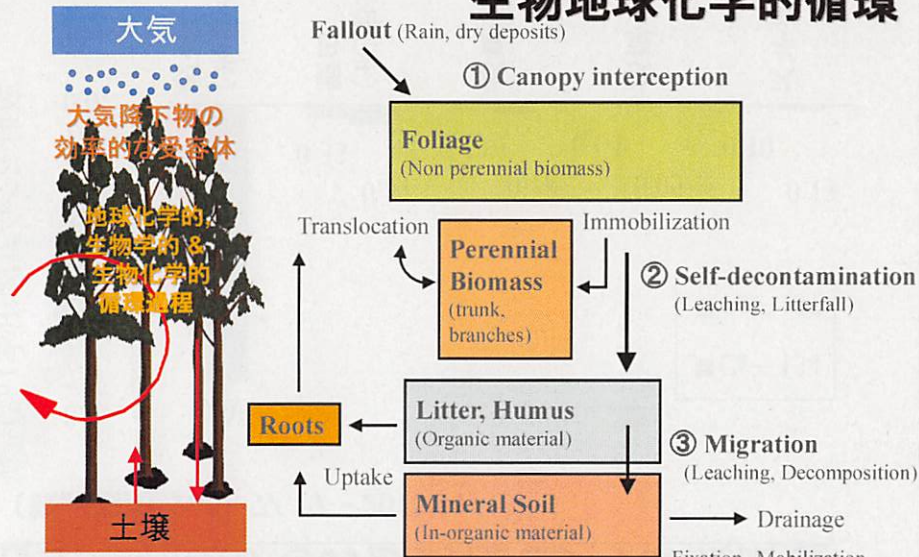 生物地球化学的循環
大気
大気降下物の
効率的な受容体
地球化学的,
生物学的 &
生物化学的
循環過程
土壌
Fallout (Rain, dry deposits)
① Canopy interception
Foliage
(Non perennial biomass)
Translocation
Immobilization
Perennial
Biomass
(trunk,
branches)
② Self-decontamination
(Leaching, Litterfall)
Roots
Litter, Humus
(Organic material)
③ Migration
(Leaching, Decomposition)
Uptake
Mineral Soil
(In-organic material)
Drainage
Fixation, Mobilization